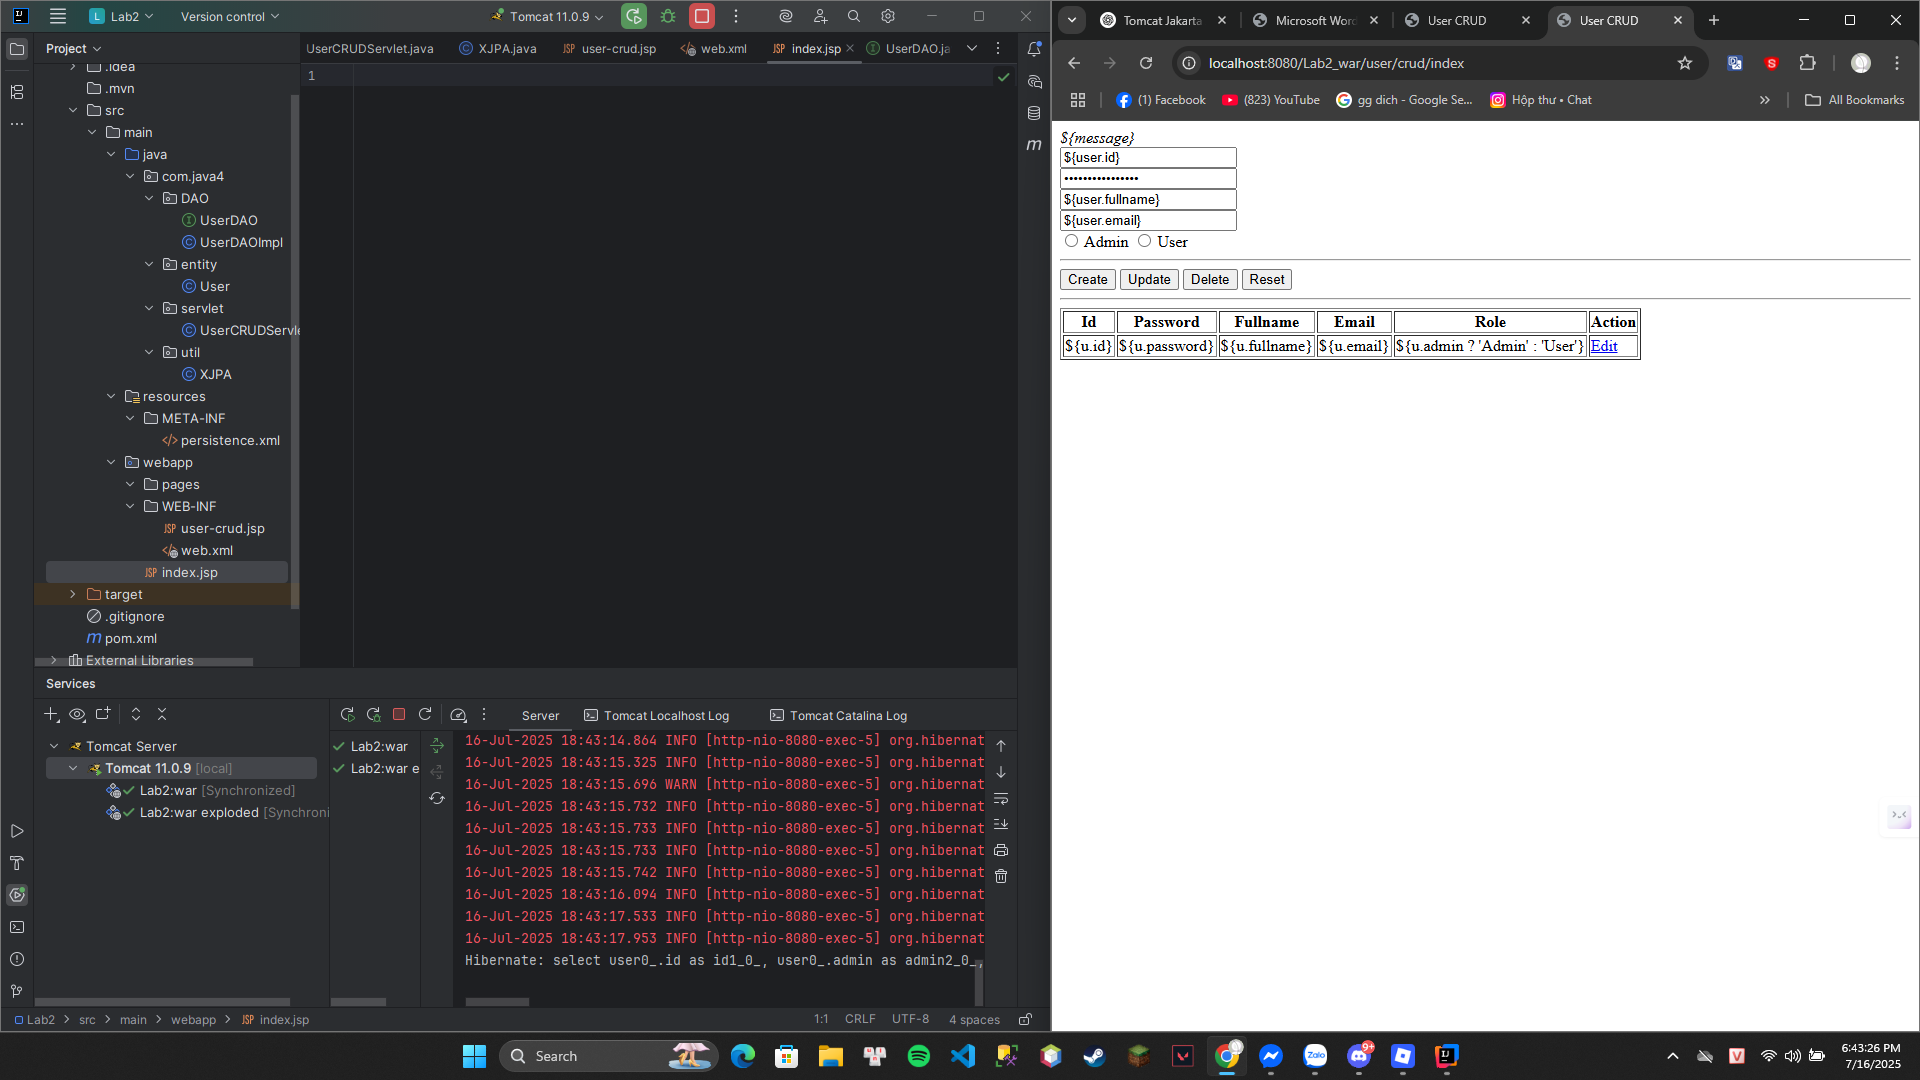 Lab2
Version control
Tomcat 11.0.9
Project
UserCRUDServlet.java
XJPA.java
JSP user-crud.jsp
web.xml
JSP index.jsp
UserDAO.ja
1
.idea
.mvn
src
main
java
com.java4
DAO
UserDAO
UserDAOImpl
entity
User
servlet
UserCRUDServle
util
XJPA
resources
META-INF
persistence.xml
webapp
pages
WEB-INF
JSP user-crud.jsp
web.xml
JSP index.jsp
target
.gitignore
m pom.xml
External Libraries
Services
Server
Tomcat Localhost Log
Tomcat Catalina Log
Tomcat Server
Tomcat 11.0.9 [local]
Lab2:war [Synchronized]
Lab2:war exploded [Synchroni
Lab2:war
Lab2:war e
16-Jul-2025 18:43:14.864 INFO [http-nio-8080-exec-5] org.hibernat
16-Jul-2025 18:43:15.325 INFO [http-nio-8080-exec-5] org.hibernat
16-Jul-2025 18:43:15.696 WARN [http-nio-8080-exec-5] org.hibernat
16-Jul-2025 18:43:15.732 INFO [http-nio-8080-exec-5] org.hibernat
16-Jul-2025 18:43:15.733 INFO [http-nio-8080-exec-5] org.hibernat
16-Jul-2025 18:43:15.733 INFO [http-nio-8080-exec-5] org.hibernat
16-Jul-2025 18:43:15.742 INFO [http-nio-8080-exec-5] org.hibernat
16-Jul-2025 18:43:16.094 INFO [http-nio-8080-exec-5] org.hibernat
16-Jul-2025 18:43:17.533 INFO [http-nio-8080-exec-5] org.hibernat
16-Jul-2025 18:43:17.953 INFO [http-nio-8080-exec-5] org.hibernat
Hibernate: select user0_.id as id1_0_, user0_.admin as admin2_0_,
Lab2 > src > main > webapp > JSP index.jsp
1:1 CRLF UTF-8 4 spaces
Tomcat Jakarta
Microsoft Word
User CRUD
User CRUD
localhost:8080/Lab2_war/user/crud/index
(1) Facebook
(823) YouTube
gg dich - Google Se...
Hộp thư • Chat
All Bookmarks
${message}
${user.id}
${user.fullname}
${user.email}
Admin User
Create Update Delete Reset
Id Password Fullname Email Role Action
${u.id} ${u.password} ${u.fullname} ${u.email} ${u.admin ? 'Admin' : 'User'} Edit
Search
Zalo
9+
V
6:43:26 PM
7/16/2025